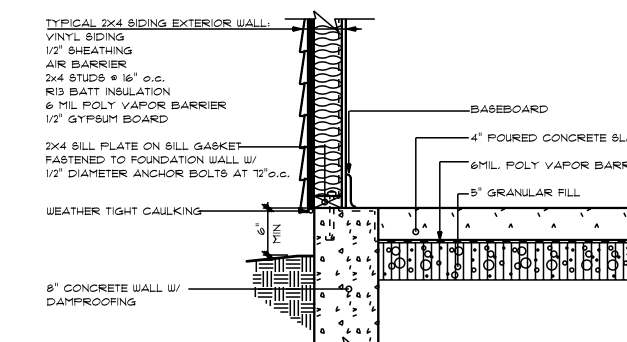 TYPICAL 2X4 SIDING EXTERIOR WALL:
VINYL SIDING
1/2" SHEATHING
AIR BARRIER
2x4 STUDS @ 16" o.c.
R13 BATT INSULATION
6 MIL POLY VAPOR BARRIER
1/2" GYPSUM BOARD
2X4 SILL PLATE ON SILL GASKET
FASTENED TO FOUNDATION WALL W/
1/2" DIAMETER ANCHOR BOLTS AT 72"o.c.
WEATHER TIGHT CAULKING
6"
MIN
8" CONCRETE WALL W/
DAMPROOFING
BASEBOARD
4" POURED CONCRETE SLA
6MIL. POLY VAPOR BARR
5" GRANULAR FILL